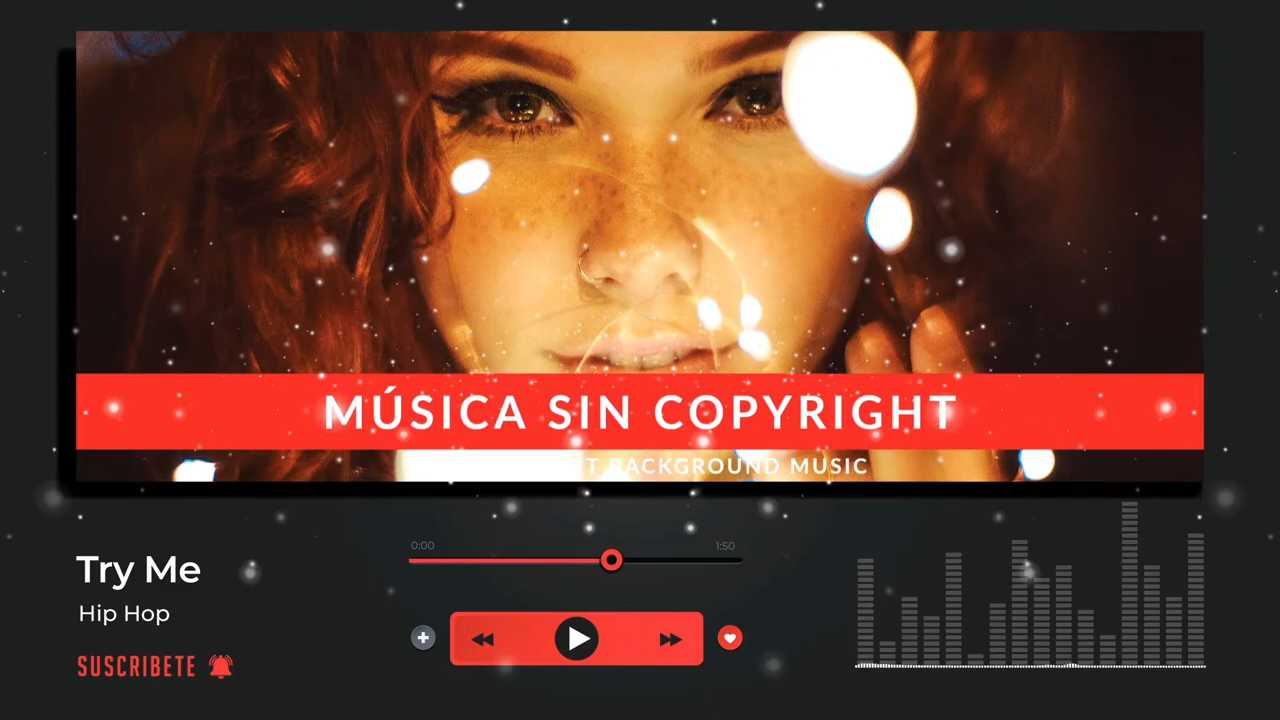 MÚSICA SIN COPYRIGHT
BACKGROUND MUSIC
0:00
1:50
Try Me
Hip Hop
SUSCRIBETE